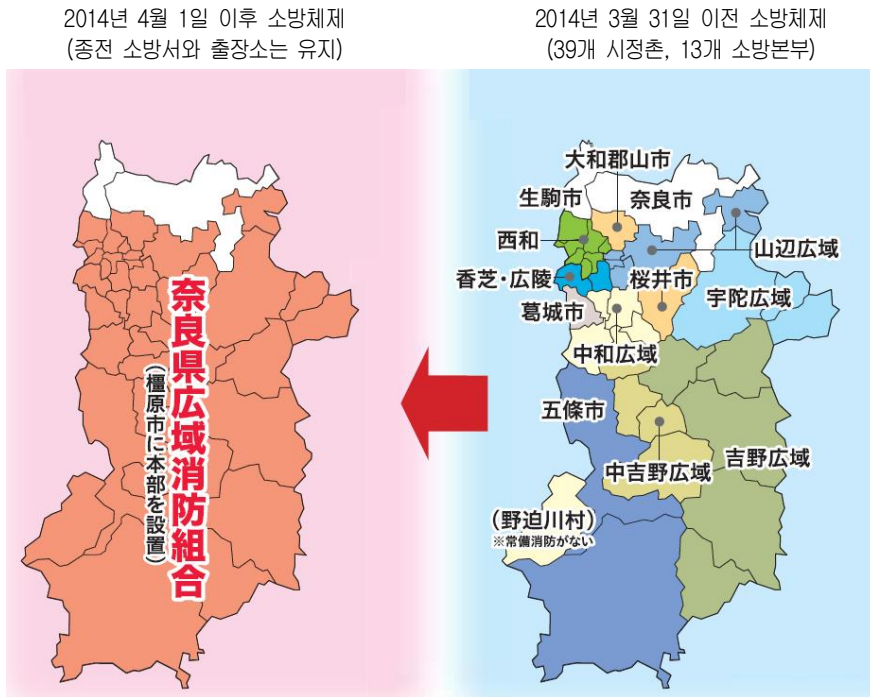 2014년 4월 1일 이후 소방체제
(종전 소방서와 출장소는 유지)
2014년 3월 31일 이전 소방체제
(39개 시정촌, 13개 소방본부)
奈良県広域消防組合
(橿原市に本部を設置)
大和郡山市
生駒市
奈良市
西和
山辺広域
香芝・広陵
桜井市
宇陀広域
葛城市
中和広域
五條市
中吉野広域
吉野広域
(野迫川村)
※常備消防がない